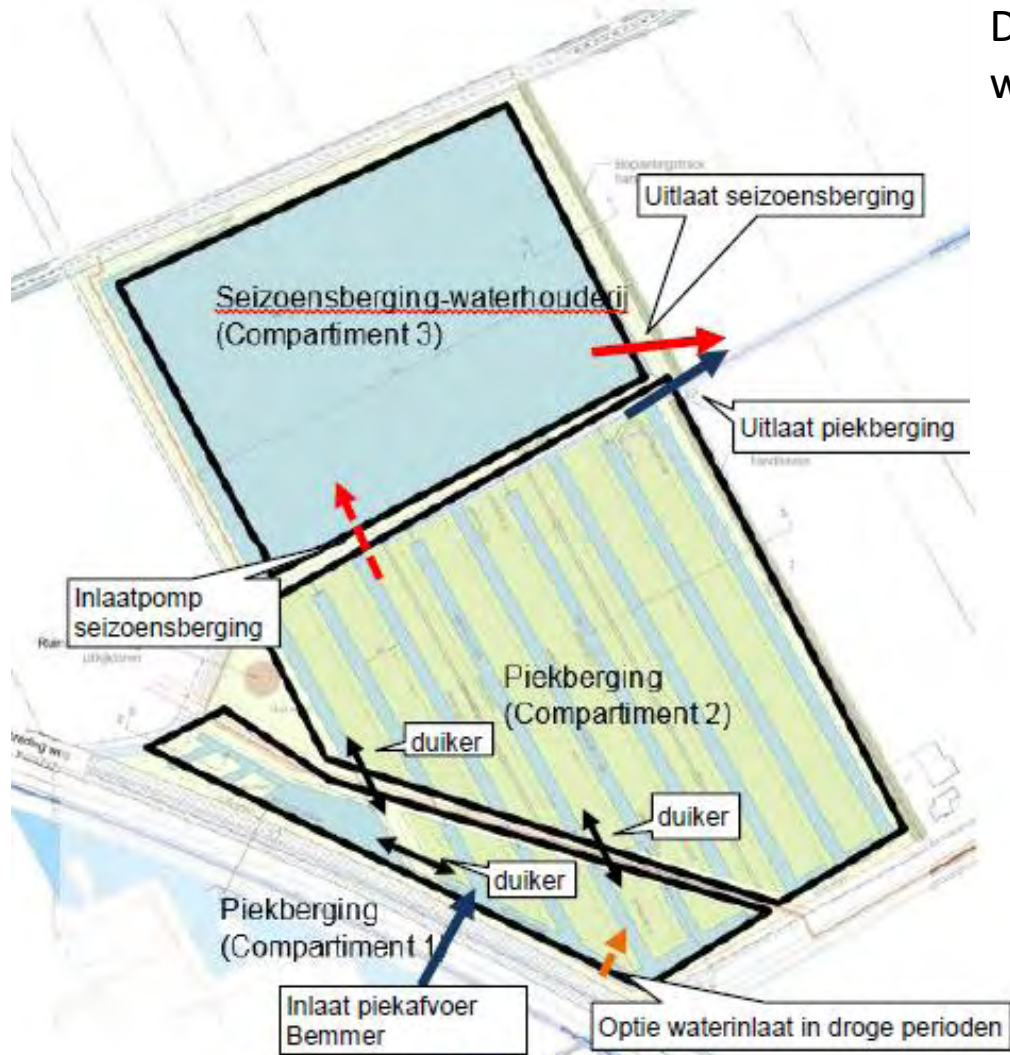 D
w
Uitlaat seizoensberging
Seizoensberging-waterhouderij
(Compartiment 3)
Uitlaat piekberging
Inlaatpomp
seizoensberging
Piekberging
(Compartiment 2)
duiker
duiker
duiker
Piekberging
(Compartiment 1
Inlaat piekafvoer
Bemmer
Optie waterinlaat in droge perioden